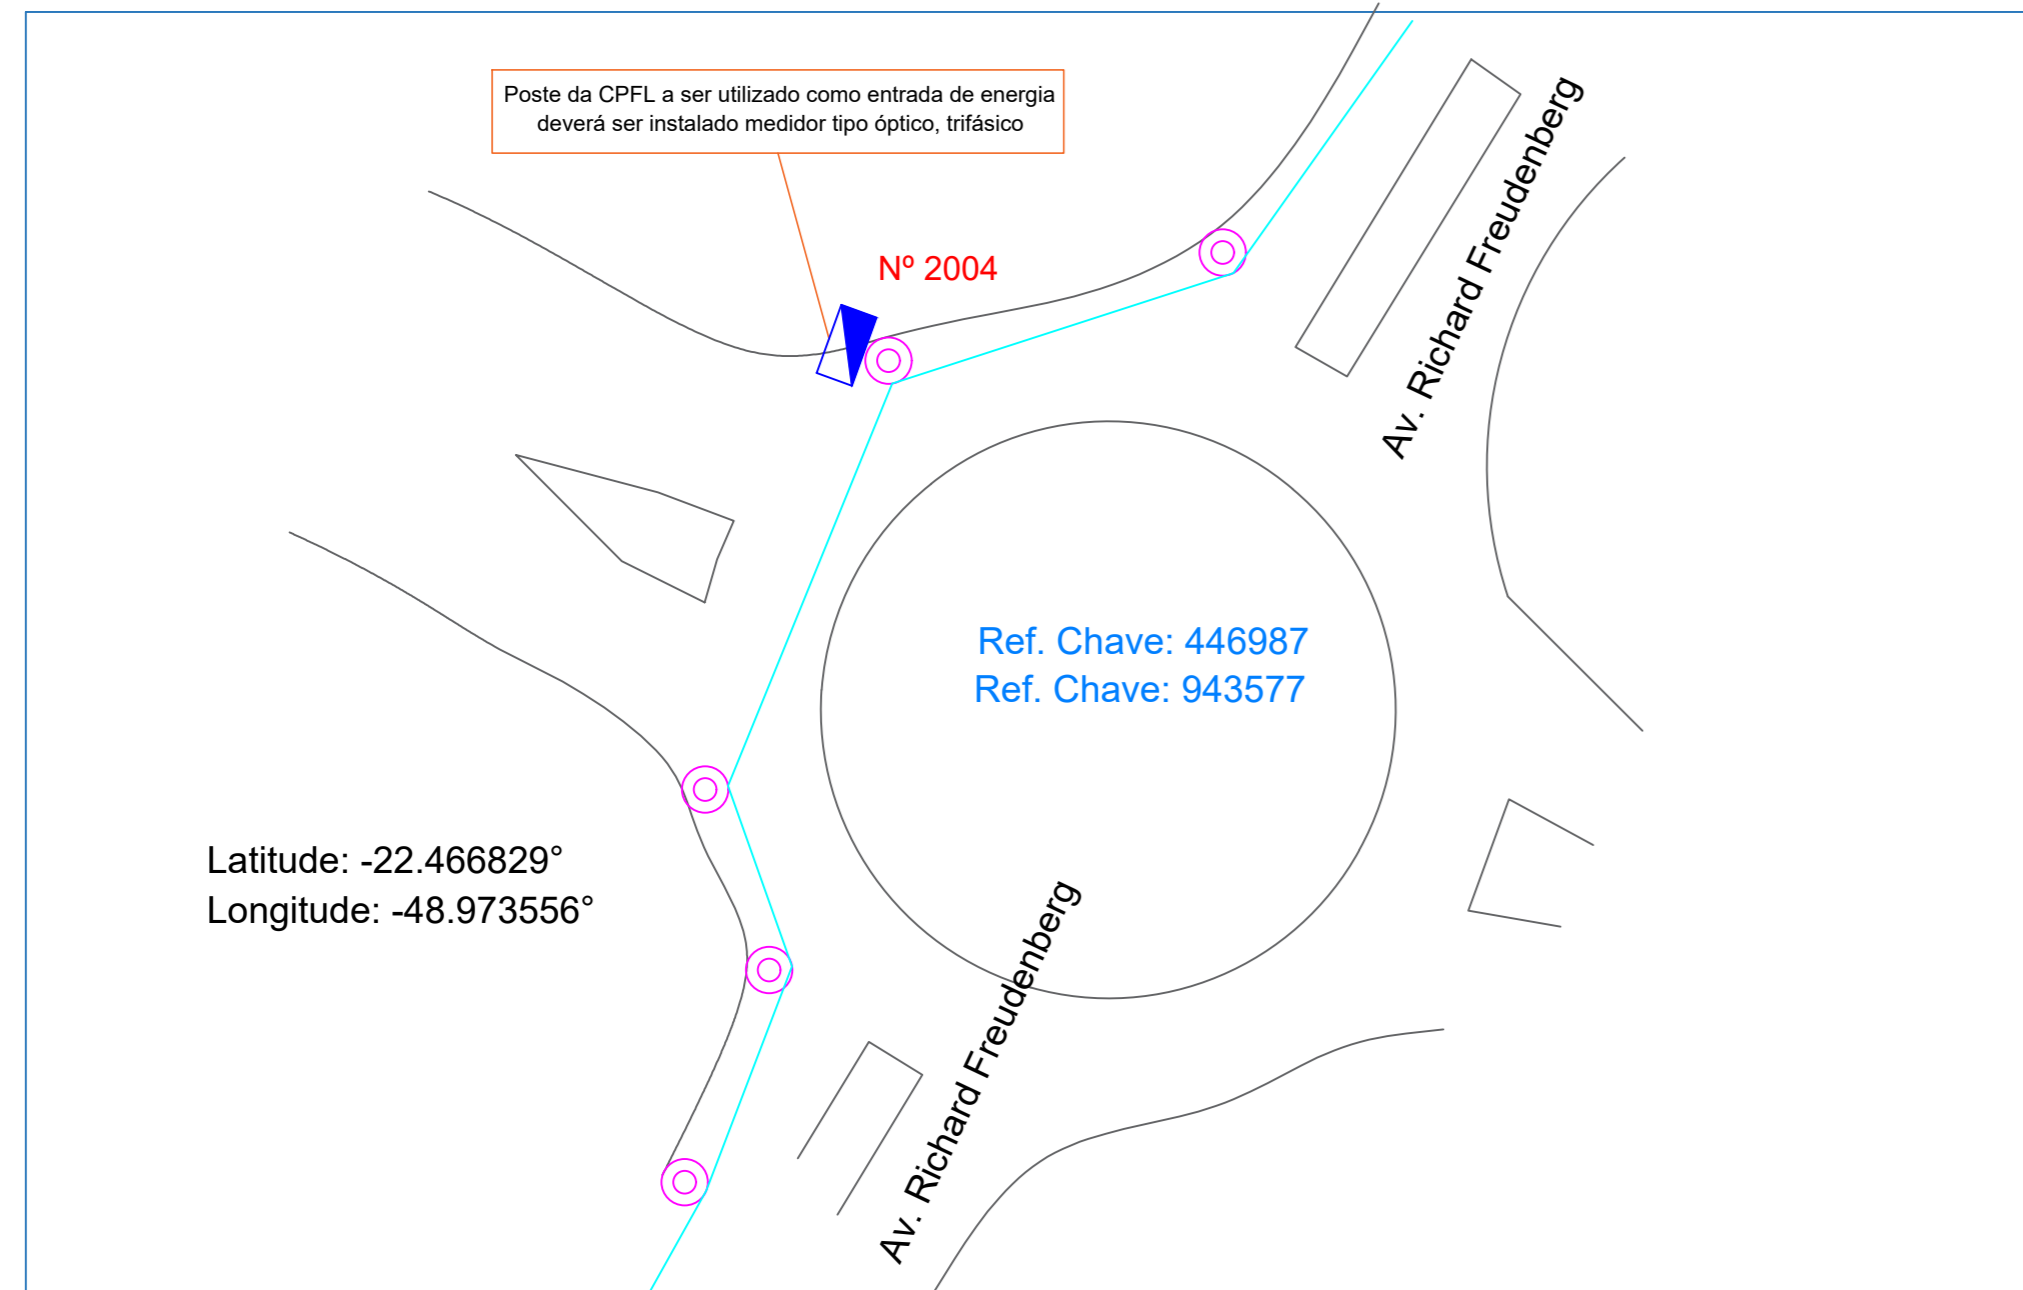 Poste da CPFL a ser utilizado como entrada de energia
deverá ser instalado medidor tipo óptico, trifásico
Nº 2004
Av. Richard Freudenberg
Ref. Chave: 446987
Ref. Chave: 943577
Latitude: -22.466829°
Longitude: -48.973556°
Av. Richard Freudenberg